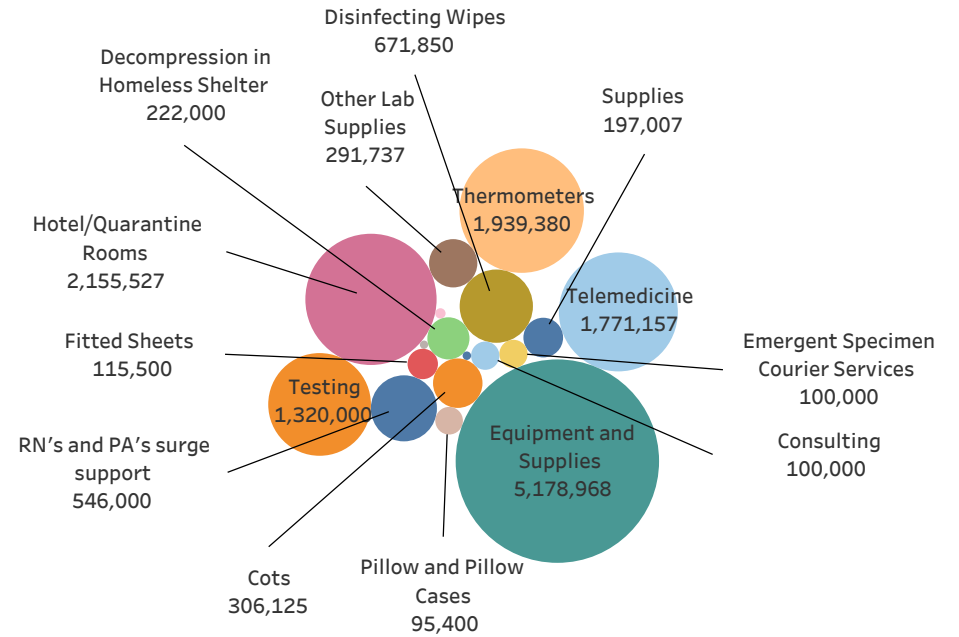 Disinfecting Wipes
671,850
Decompression in
Homeless Shelter
222,000
Other Lab
Supplies
291,737
Supplies
197,007
Thermometers
1,939,380
Hotel/Quarantine
Rooms
2,155,527
Telemedicine
1,771,157
Fitted Sheets
115,500
Emergent Specimen
Courier Services
100,000
Testing
1,320,000
RN's and PA's surge
support
546,000
Equipment and
Supplies
5,178,968
Consulting
100,000
Cots
306,125
Pillow and Pillow
Cases
95,400